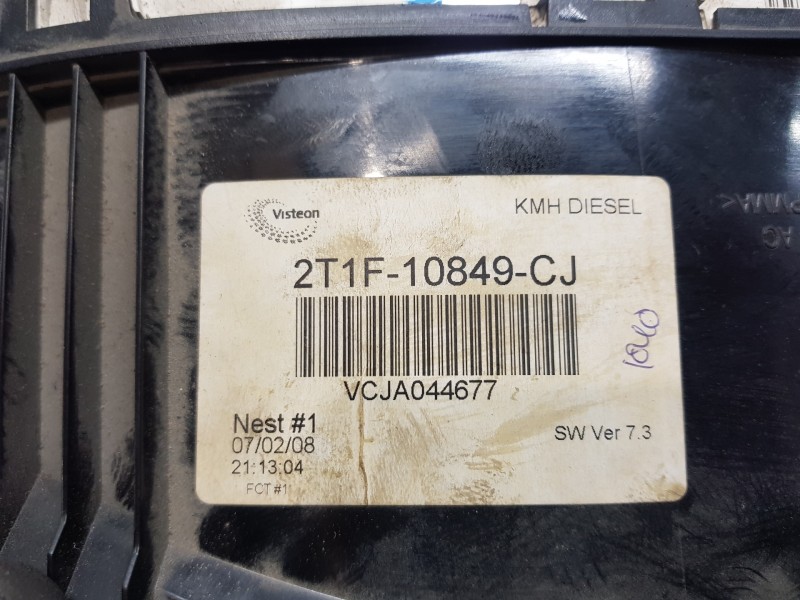 Visteon
KMH DIESEL
2T1F-10849-CJ
VCJA044677
Nest #1
07/02/08
21:13:04
FCT #1
SW Ver 7.3
1040